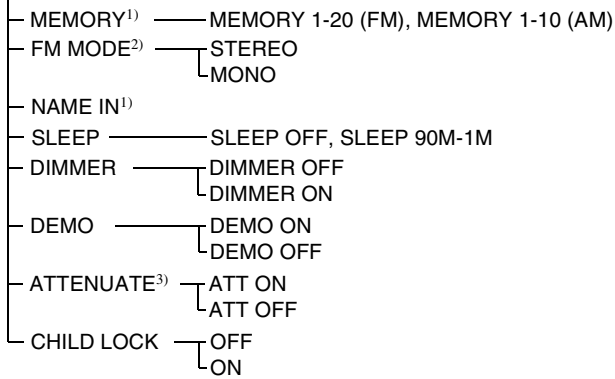 MEMORY1) MEMORY 1-20 (FM), MEMORY 1-10 (AM)
FM MODE2) STEREO
MONO
NAME IN1)
SLEEP SLEEP OFF, SLEEP 90M-1M
DIMMER DIMMER OFF
DIMMER ON
DEMO DEMO ON
DEMO OFF
ATTENUATE3) ATT ON
ATT OFF
CHILD LOCK OFF
ON